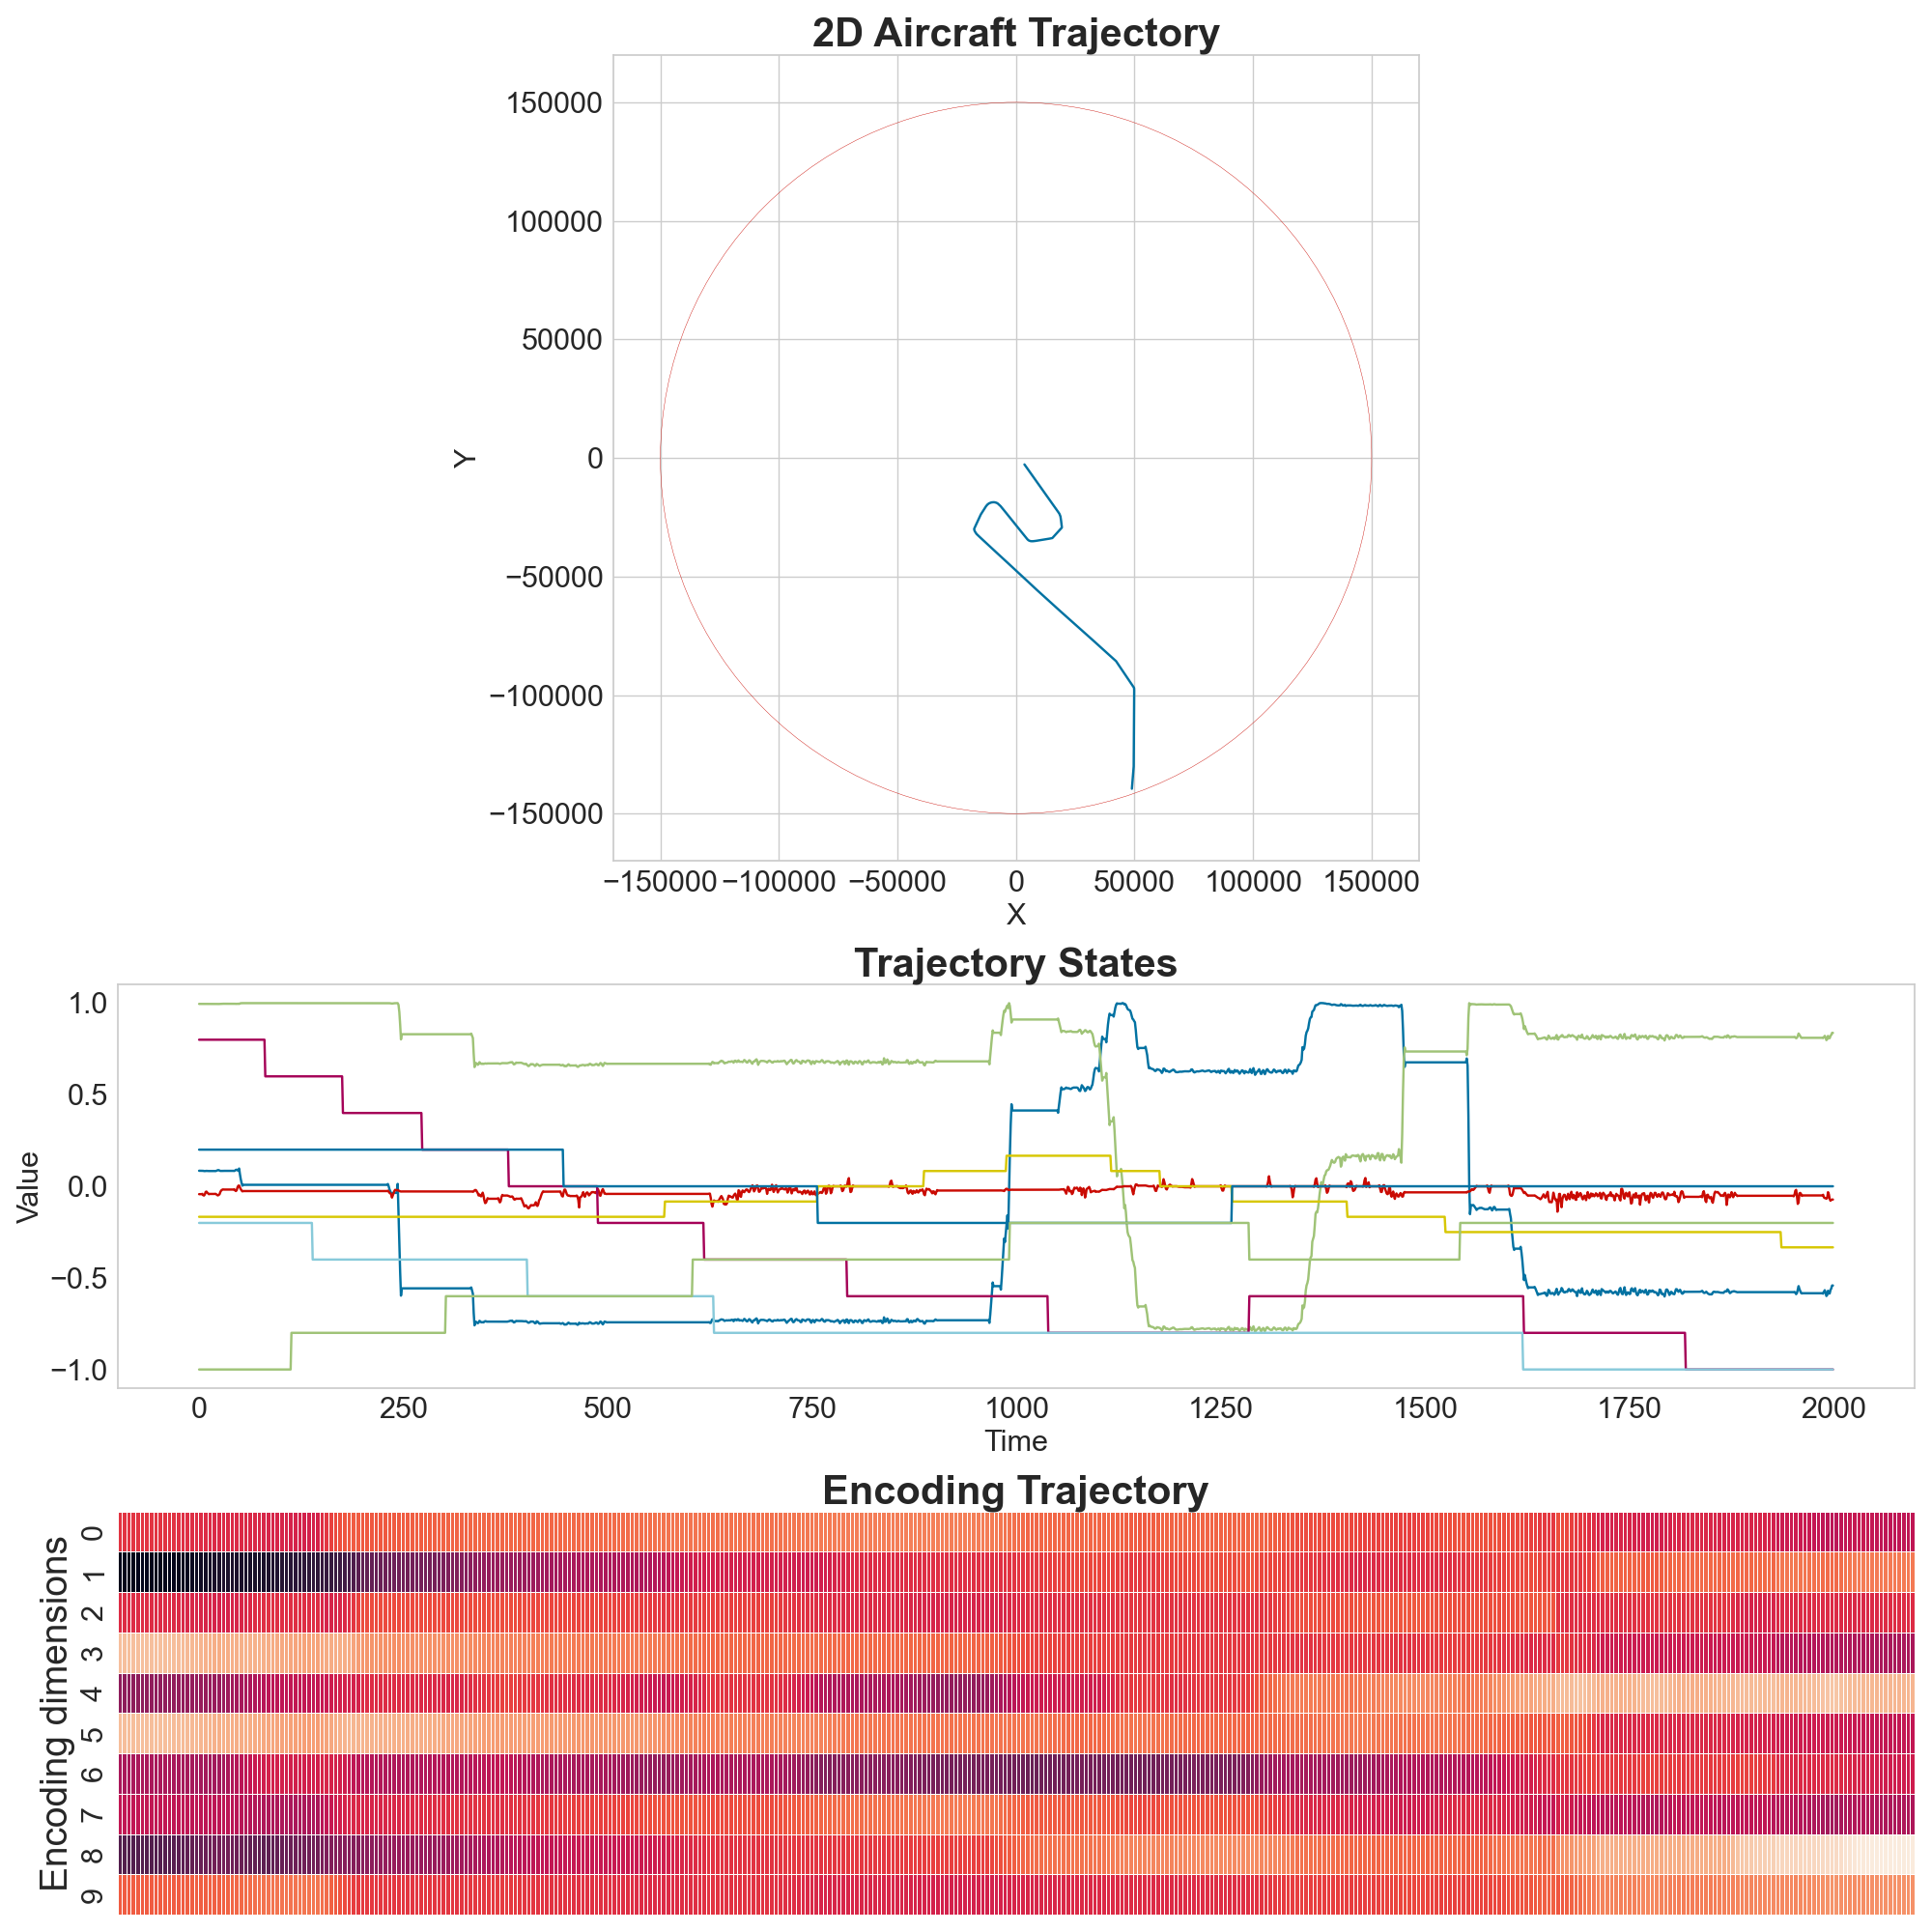 2D Aircraft Trajectory
150000
100000
50000
0
−50000
−100000
−150000
Y
−150000 −100000 −50000 0 50000 100000 150000
X
Trajectory States
1.0
0.5
0.0
−0.5
−1.0
Value
0 250 500 750 1000 1250 1500 1750 2000
Time
Encoding Trajectory
Encoding dimensions
0
1
2
3
4
5
6
7
8
9